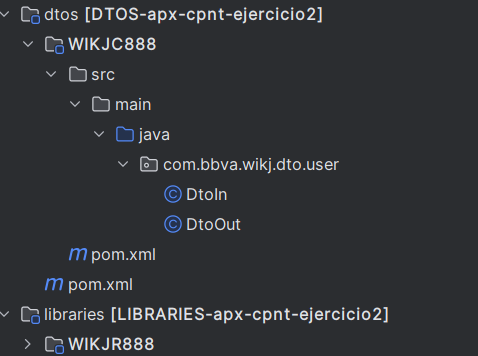 dtos [DTOS-apx-cpnt-ejercicio2]
WIKJC888
src
main
java
com.bbva.wikj.dto.user
DtoIn
DtoOut
pom.xml
pom.xml
libraries [LIBRARIES-apx-cpnt-ejercicio2]
WIKJR888